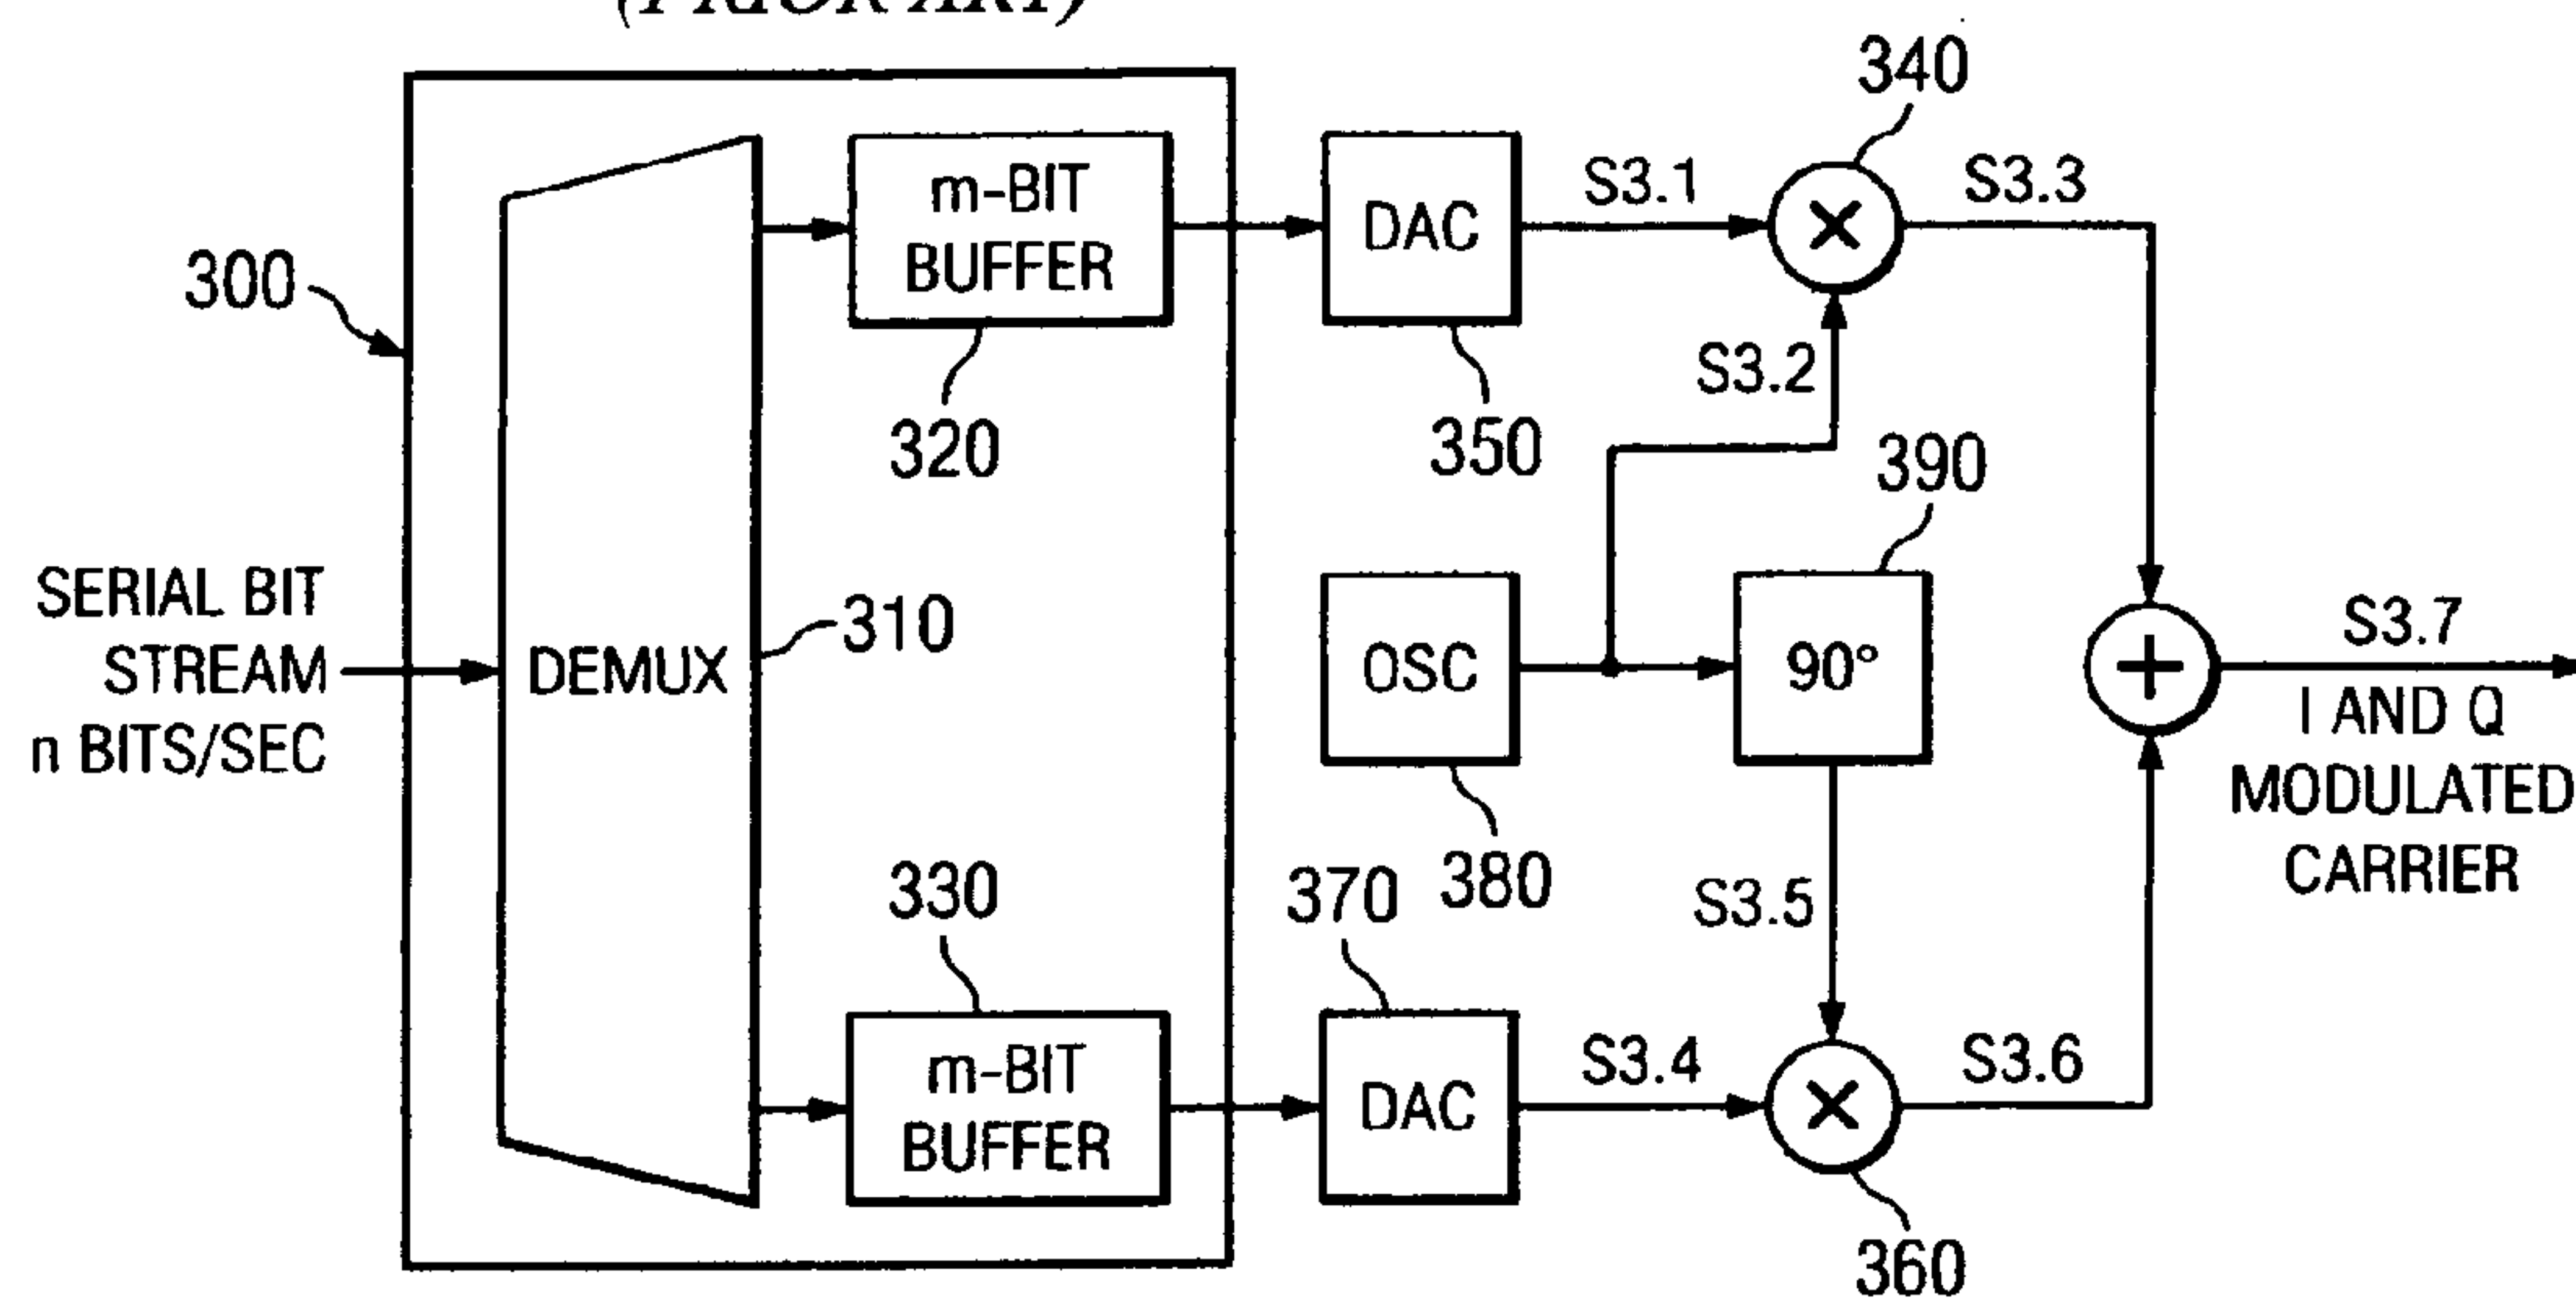 (PRIOR ART)
340
m-BIT
BUFFER
DAC
S3.1
×
S3.3
300
S3.2
320
350
390
SERIAL BIT
STREAM
n BITS/SEC
DEMUX
310
OSC
90°
+
S3.7
I AND Q
MODULATED
CARRIER
330
370
380
S3.5
m-BIT
BUFFER
DAC
S3.4
×
S3.6
360